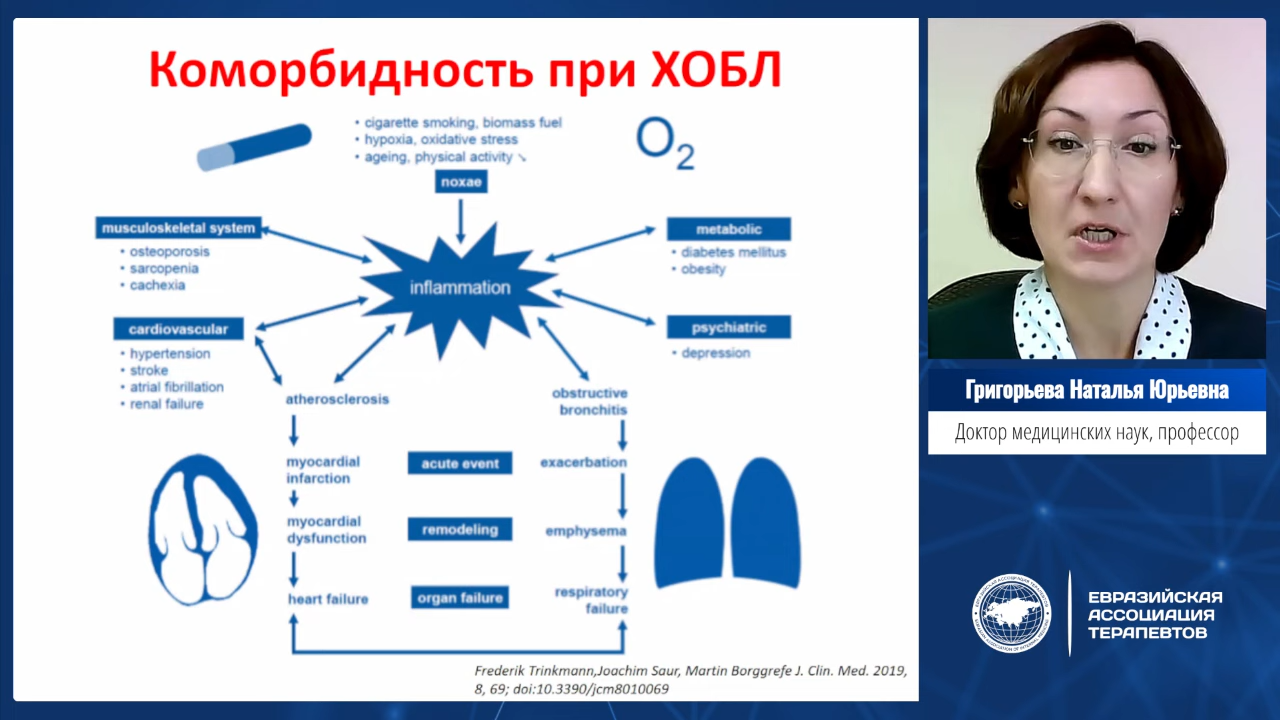 Коморбидность при ХОБЛ
• cigarette smoking, biomass fuel
• hypoxia, oxidative stress
• ageing, physical activity ↘
O2
noxae
musculoskeletal system
• osteoporosis
• sarcopenia
• cachexia
metabolic
• diabetes mellitus
• obesity
inflammation
cardiovascular
• hypertension
• stroke
• atrial fibrillation
• renal failure
psychiatric
• depression
atherosclerosis
obstructive
bronchitis
myocardial
infarction
acute event
exacerbation
myocardial
dysfunction
remodeling
emphysema
heart failure
organ failure
respiratory
failure
Frederik Trinkmann,Joachim Saur, Martin Borggrefe J. Clin. Med. 2019,
8, 69; doi:10.3390/jcm8010069
Григорьева Наталья Юрьевна
Доктор медицинских наук, профессор
ЕВРАЗИЙСКАЯ
АССОЦИАЦИЯ
ТЕРАПЕВТОВ